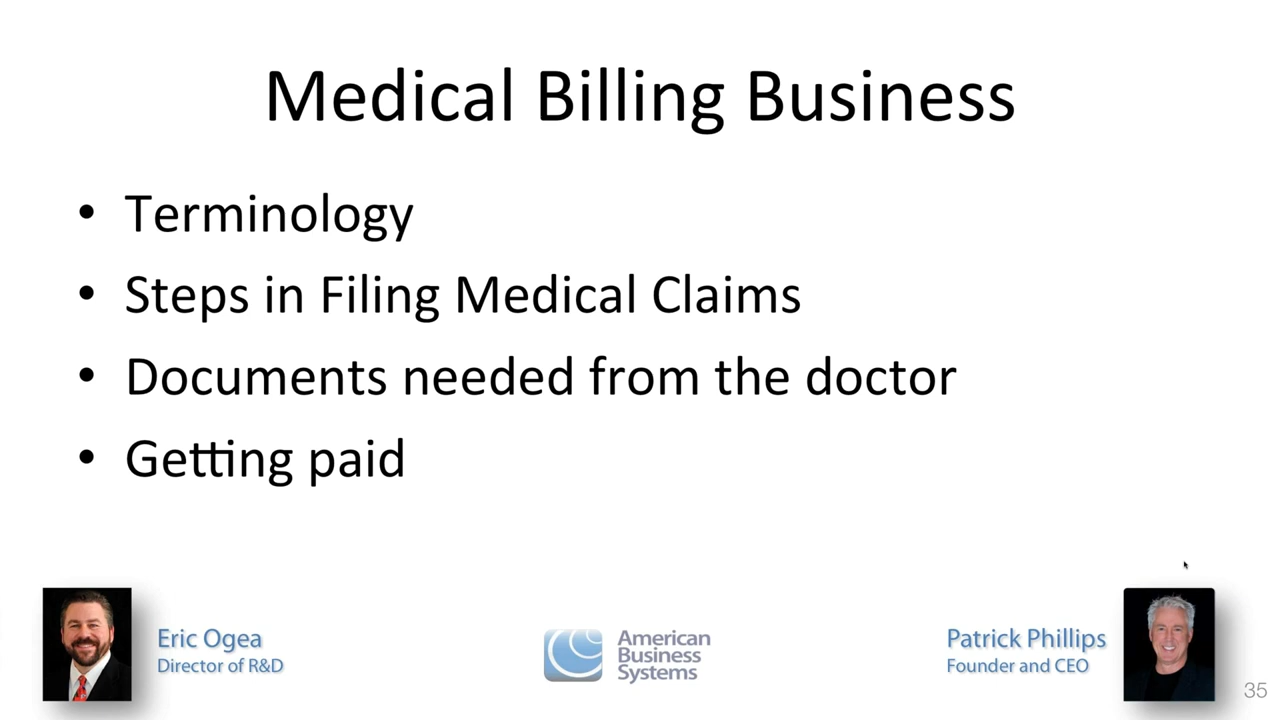 Medical Billing Business
• Terminology
• Steps in Filing Medical Claims
• Documents needed from the doctor
• Getting paid
Eric Ogea
Director of R&D
American
Business
Systems
Patrick Phillips
Founder and CEO
35